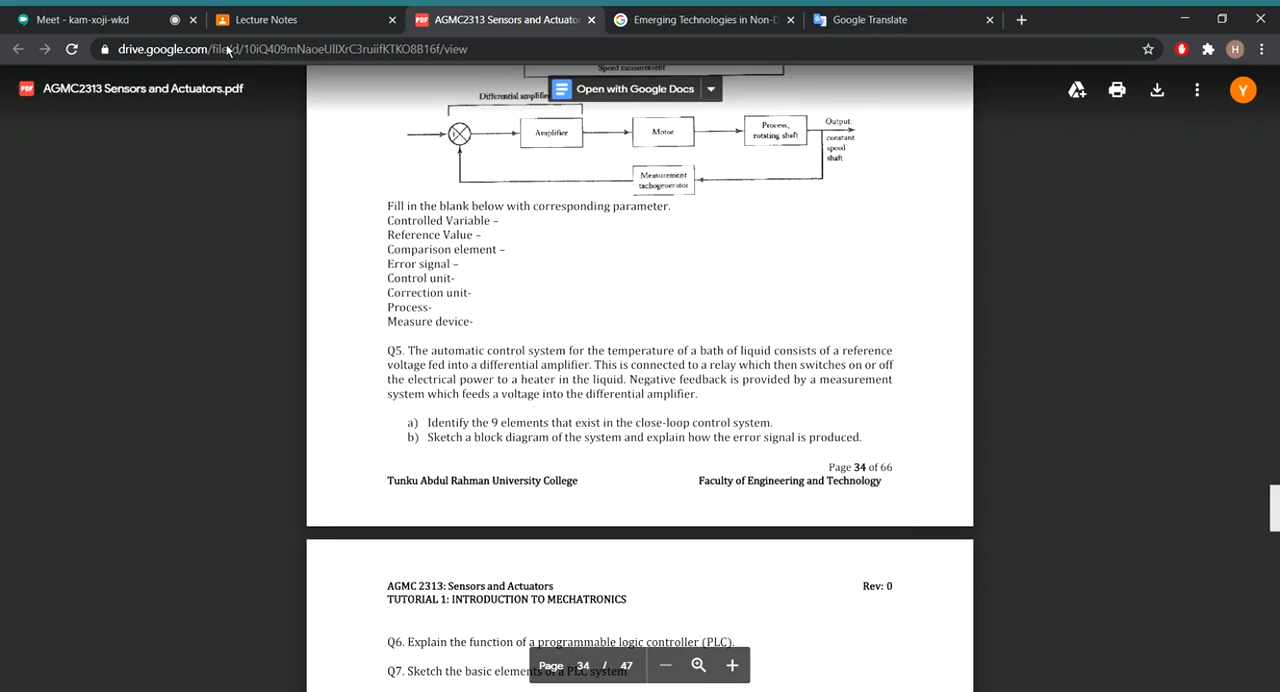 Meet - kam-xoji-wkd
Lecture Notes
AGMC2313 Sensors and Actuator
Emerging Technologies in Non-D
Google Translate
drive.google.com/file/d/10iQ409mNaoeUllXrC3ruiifKTKO8B16f/view
H
PDF AGMC2313 Sensors and Actuators.pdf
Open with Google Docs
Y
Speed measurement
Differential amplifie
Amplifier
Motor
Process, rotating shaft
Output: constant speed shaft
Measurement tachogenerator
Fill in the blank below with corresponding parameter.
Controlled Variable –
Reference Value –
Comparison element –
Error signal –
Control unit-
Correction unit-
Process-
Measure device-
Q5. The automatic control system for the temperature of a bath of liquid consists of a reference
voltage fed into a differential amplifier. This is connected to a relay which then switches on or off
the electrical power to a heater in the liquid. Negative feedback is provided by a measurement
system which feeds a voltage into the differential amplifier.
a) Identify the 9 elements that exist in the close-loop control system.
b) Sketch a block diagram of the system and explain how the error signal is produced.
Page 34 of 66
Tunku Abdul Rahman University College Faculty of Engineering and Technology
AGMC 2313: Sensors and Actuators Rev: 0
TUTORIAL 1: INTRODUCTION TO MECHATRONICS
Q6. Explain the function of a programmable logic controller (PLC).
Q7. Sketch the basic elements of a PLC system
Page 34 / 47